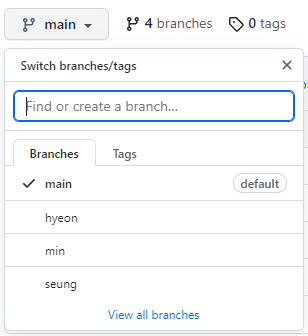 main 4 branches 0 tags
Switch branches/tags
Find or create a branch...
Branches Tags
main default
hyeon
min
seung
View all branches